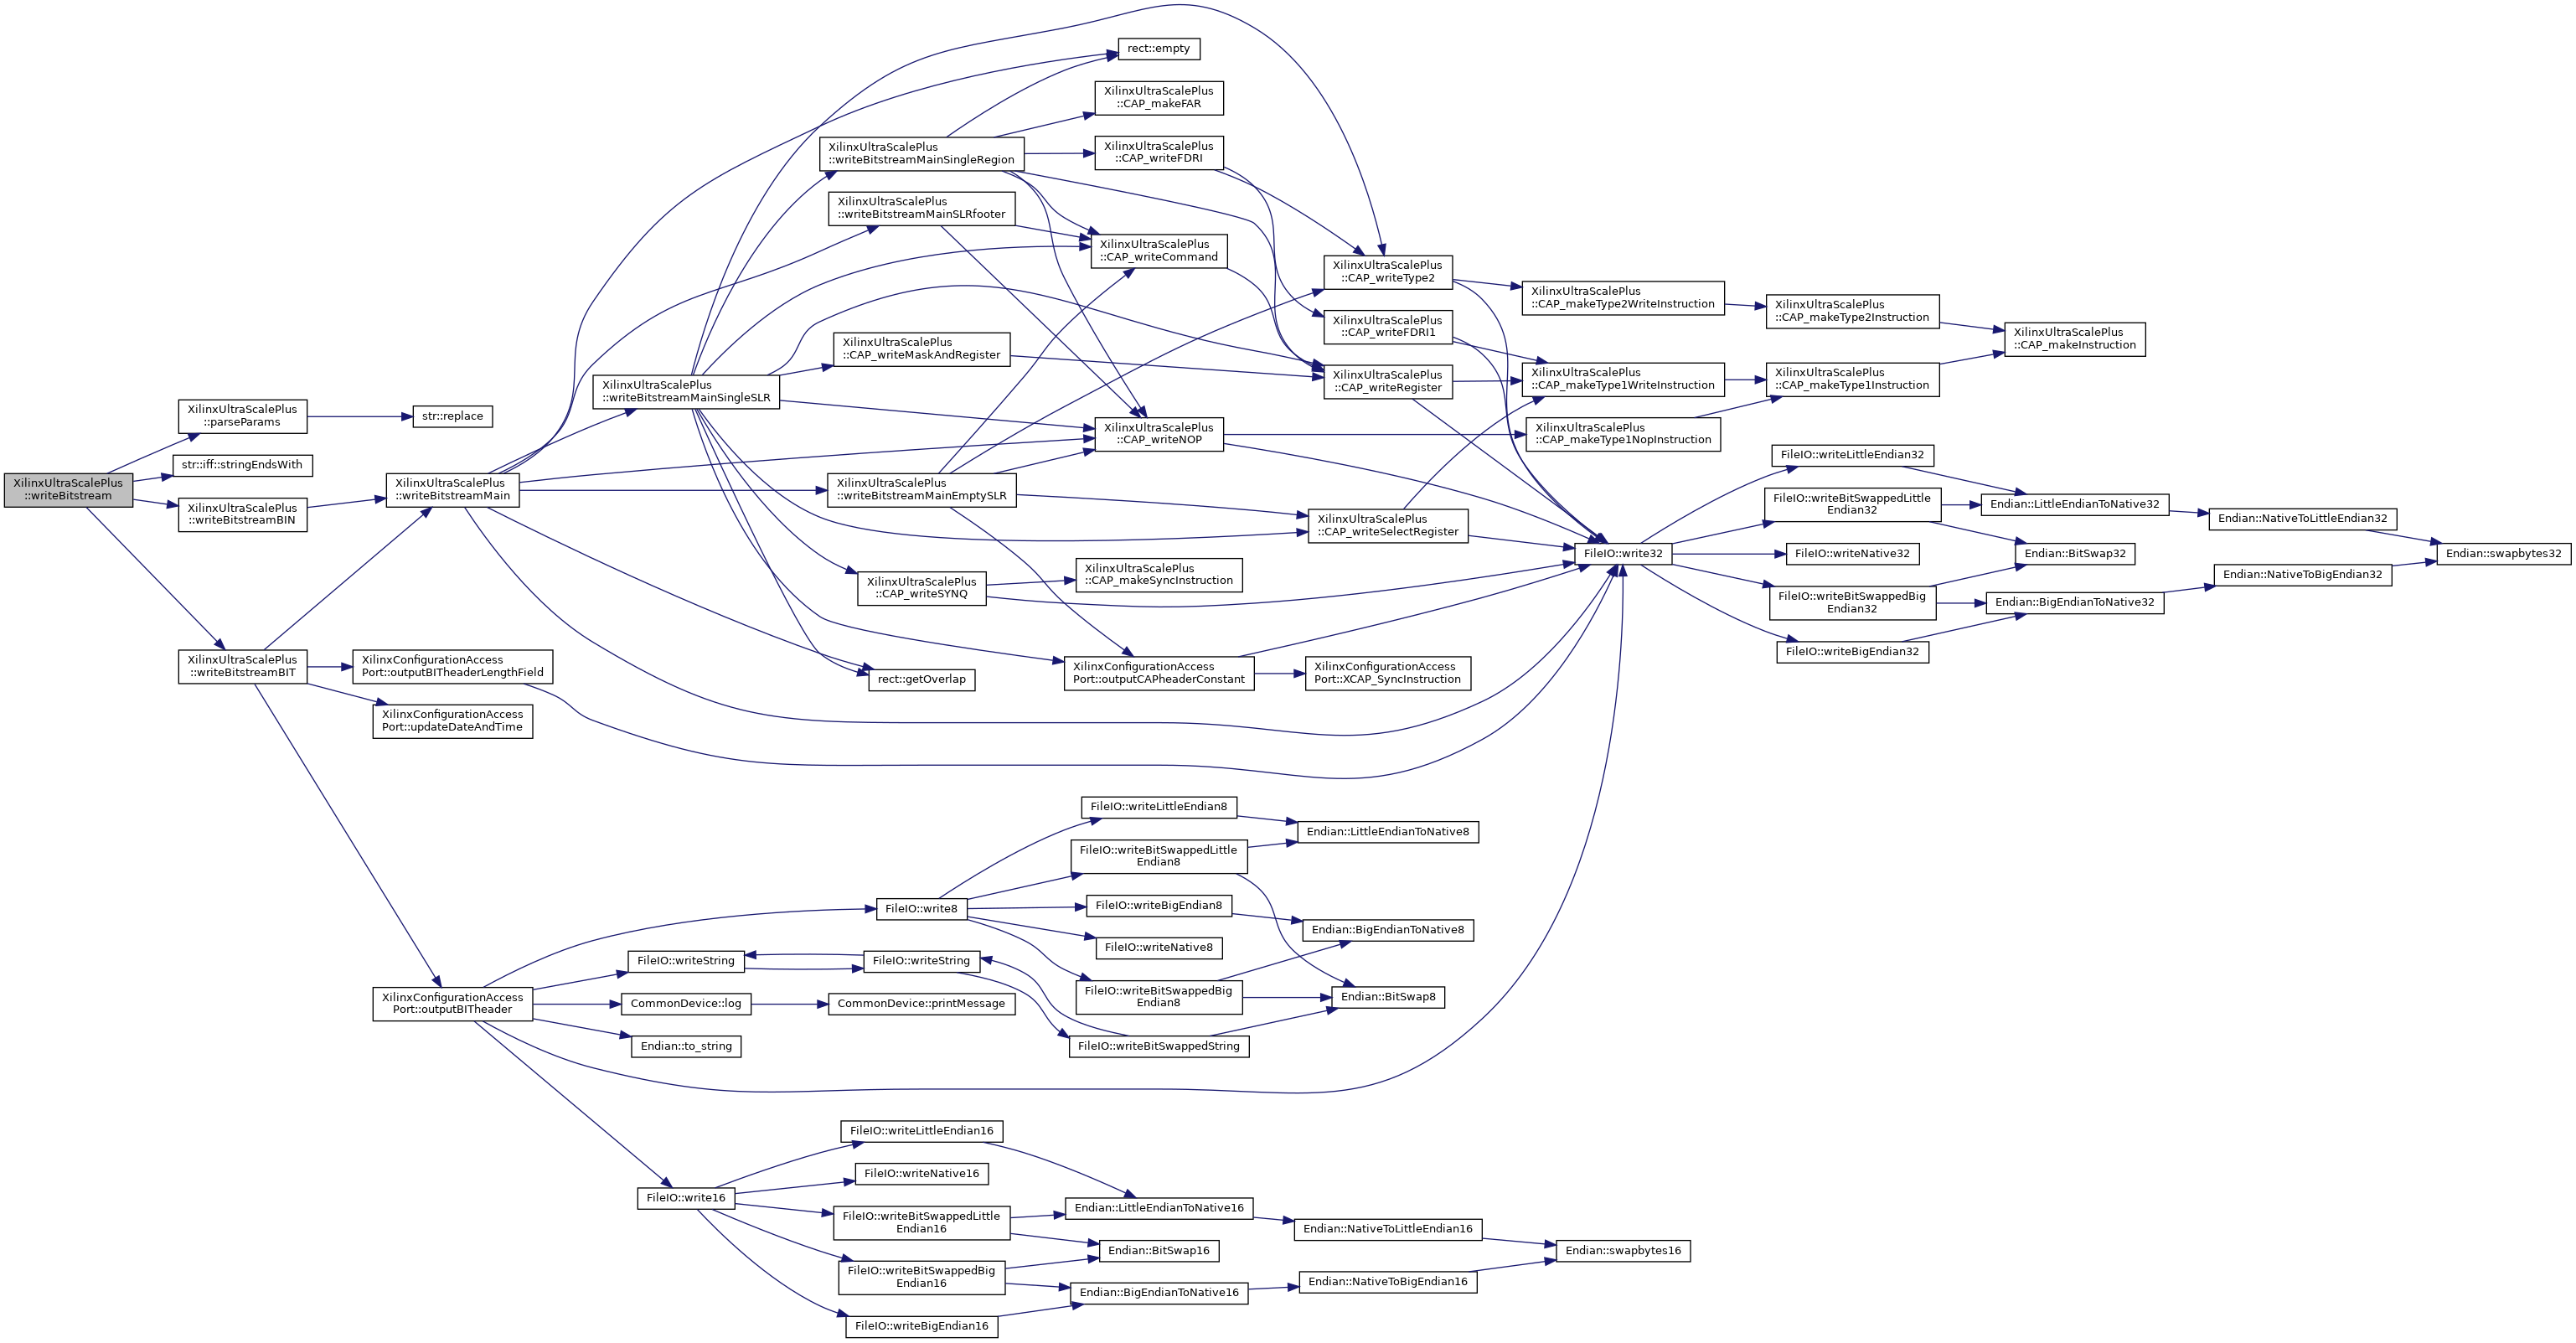 XilinxUltraScalePlus
::writeBitstream
XilinxUltraScalePlus
::parseParams
str::iff::stringEndsWith
XilinxUltraScalePlus
::writeBitstreamBIN
XilinxUltraScalePlus
::writeBitstreamBIT
str::replace
XilinxUltraScalePlus
::writeBitstreamMain
XilinxConfigurationAccess
Port::outputBITheaderLengthField
XilinxConfigurationAccess
Port::updateDateAndTime
XilinxConfigurationAccess
Port::outputBITheader
XilinxUltraScalePlus
::writeBitstreamMainSingleSLR
FileIO::writeString
CommonDevice::log
Endian::to_string
FileIO::write16
XilinxUltraScalePlus
::writeBitstreamMainSingleRegion
XilinxUltraScalePlus
::writeBitstreamMainSLRfooter
XilinxUltraScalePlus
::CAP_writeMaskAndRegister
XilinxUltraScalePlus
::writeBitstreamMainEmptySLR
XilinxUltraScalePlus
::CAP_writeSYNQ
rect::getOverlap
FileIO::write8
FileIO::writeString
CommonDevice::printMessage
FileIO::writeLittleEndian16
FileIO::writeNative16
FileIO::writeBitSwappedLittle
Endian16
FileIO::writeBitSwappedBig
Endian16
FileIO::writeBigEndian16
rect::empty
XilinxUltraScalePlus
::CAP_makeFAR
XilinxUltraScalePlus
::CAP_writeFDRI
XilinxUltraScalePlus
::CAP_writeCommand
XilinxUltraScalePlus
::CAP_writeNOP
XilinxUltraScalePlus
::CAP_makeSyncInstruction
XilinxConfigurationAccess
Port::outputCAPheaderConstant
FileIO::writeLittleEndian8
FileIO::writeBitSwappedLittle
Endian8
FileIO::writeBigEndian8
FileIO::writeNative8
FileIO::writeBitSwappedBig
Endian8
FileIO::writeBitSwappedString
Endian::LittleEndianToNative16
Endian::BitSwap16
Endian::BigEndianToNative16
XilinxUltraScalePlus
::CAP_writeType2
XilinxUltraScalePlus
::CAP_writeFDRI1
XilinxUltraScalePlus
::CAP_writeRegister
XilinxUltraScalePlus
::CAP_writeSelectRegister
XilinxConfigurationAccess
Port::XCAP_SyncInstruction
Endian::LittleEndianToNative8
Endian::BigEndianToNative8
Endian::BitSwap8
Endian::NativeToLittleEndian16
Endian::NativeToBigEndian16
XilinxUltraScalePlus
::CAP_makeType2WriteInstruction
XilinxUltraScalePlus
::CAP_makeType1WriteInstruction
XilinxUltraScalePlus
::CAP_makeType1NopInstruction
FileIO::write32
Endian::swapbytes16
XilinxUltraScalePlus
::CAP_makeType2Instruction
XilinxUltraScalePlus
::CAP_makeType1Instruction
FileIO::writeLittleEndian32
FileIO::writeBitSwappedLittle
Endian32
FileIO::writeNative32
FileIO::writeBitSwappedBig
Endian32
FileIO::writeBigEndian32
XilinxUltraScalePlus
::CAP_makeInstruction
Endian::LittleEndianToNative32
Endian::BitSwap32
Endian::BigEndianToNative32
Endian::NativeToLittleEndian32
Endian::NativeToBigEndian32
Endian::swapbytes32